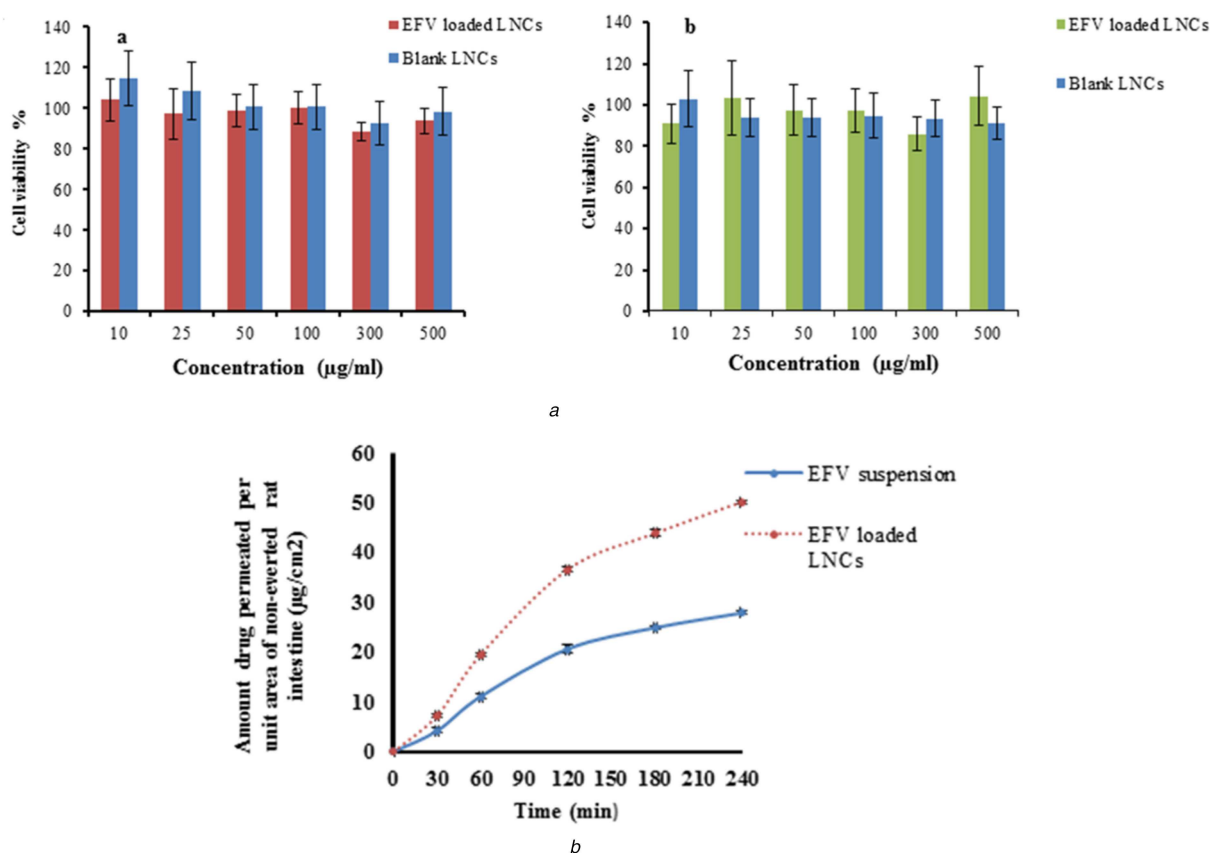 140
120
100
80
60
40
20
0
Cell viability %
a
EFV loaded LNCs
Blank LNCs
10 25 50 100 300 500
Concentration (µg/ml)
140
120
100
80
60
40
20
0
Cell viability %
b
EFV loaded LNCs
Blank LNCs
10 25 50 100 300 500
Concentration (µg/ml)
a
Amount drug permeated per
unit area of non-everted rat
intestine (µg/cm2)
60
50
40
30
20
10
0
EFV suspension
EFV loaded
LNCs
0 30 60 90 120 150 180 210 240
Time (min)
b